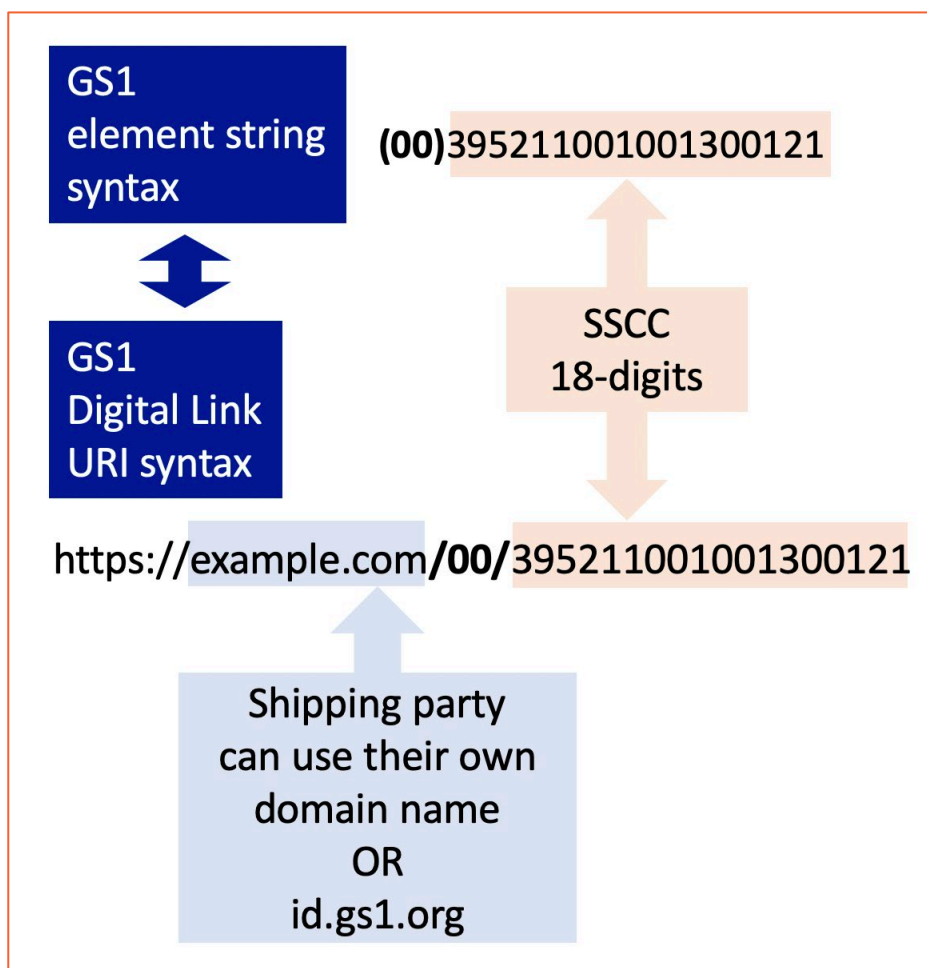 GS1
element string
syntax
(00)395211001001300121
SSCC
18-digits
GS1
Digital Link
URI syntax
https://example.com/00/395211001001300121
Shipping party
can use their own
domain name
OR
id.gs1.org